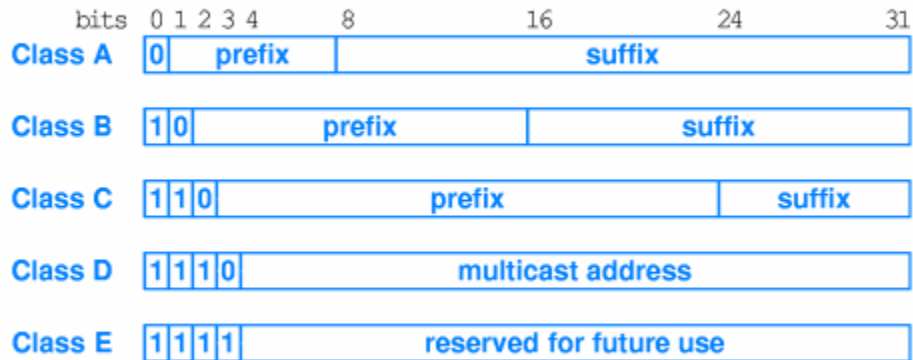 bits 0 1 2 3 4 8 16 24 31
Class A 0 prefix suffix
Class B 1 0 prefix suffix
Class C 1 1 0 prefix suffix
Class D 1 1 1 0 multicast address
Class E 1 1 1 1 reserved for future use